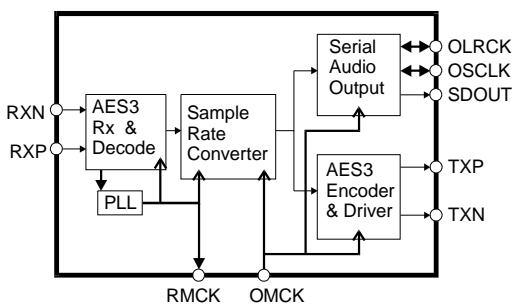 RXN
RXP
AES3
Rx &
Decode
PLL
Sample
Rate
Converter
Serial
Audio
Output
OLRCK
OSCLK
SDOUT
AES3
Encoder
& Driver
TXP
TXN
RMCK
OMCK